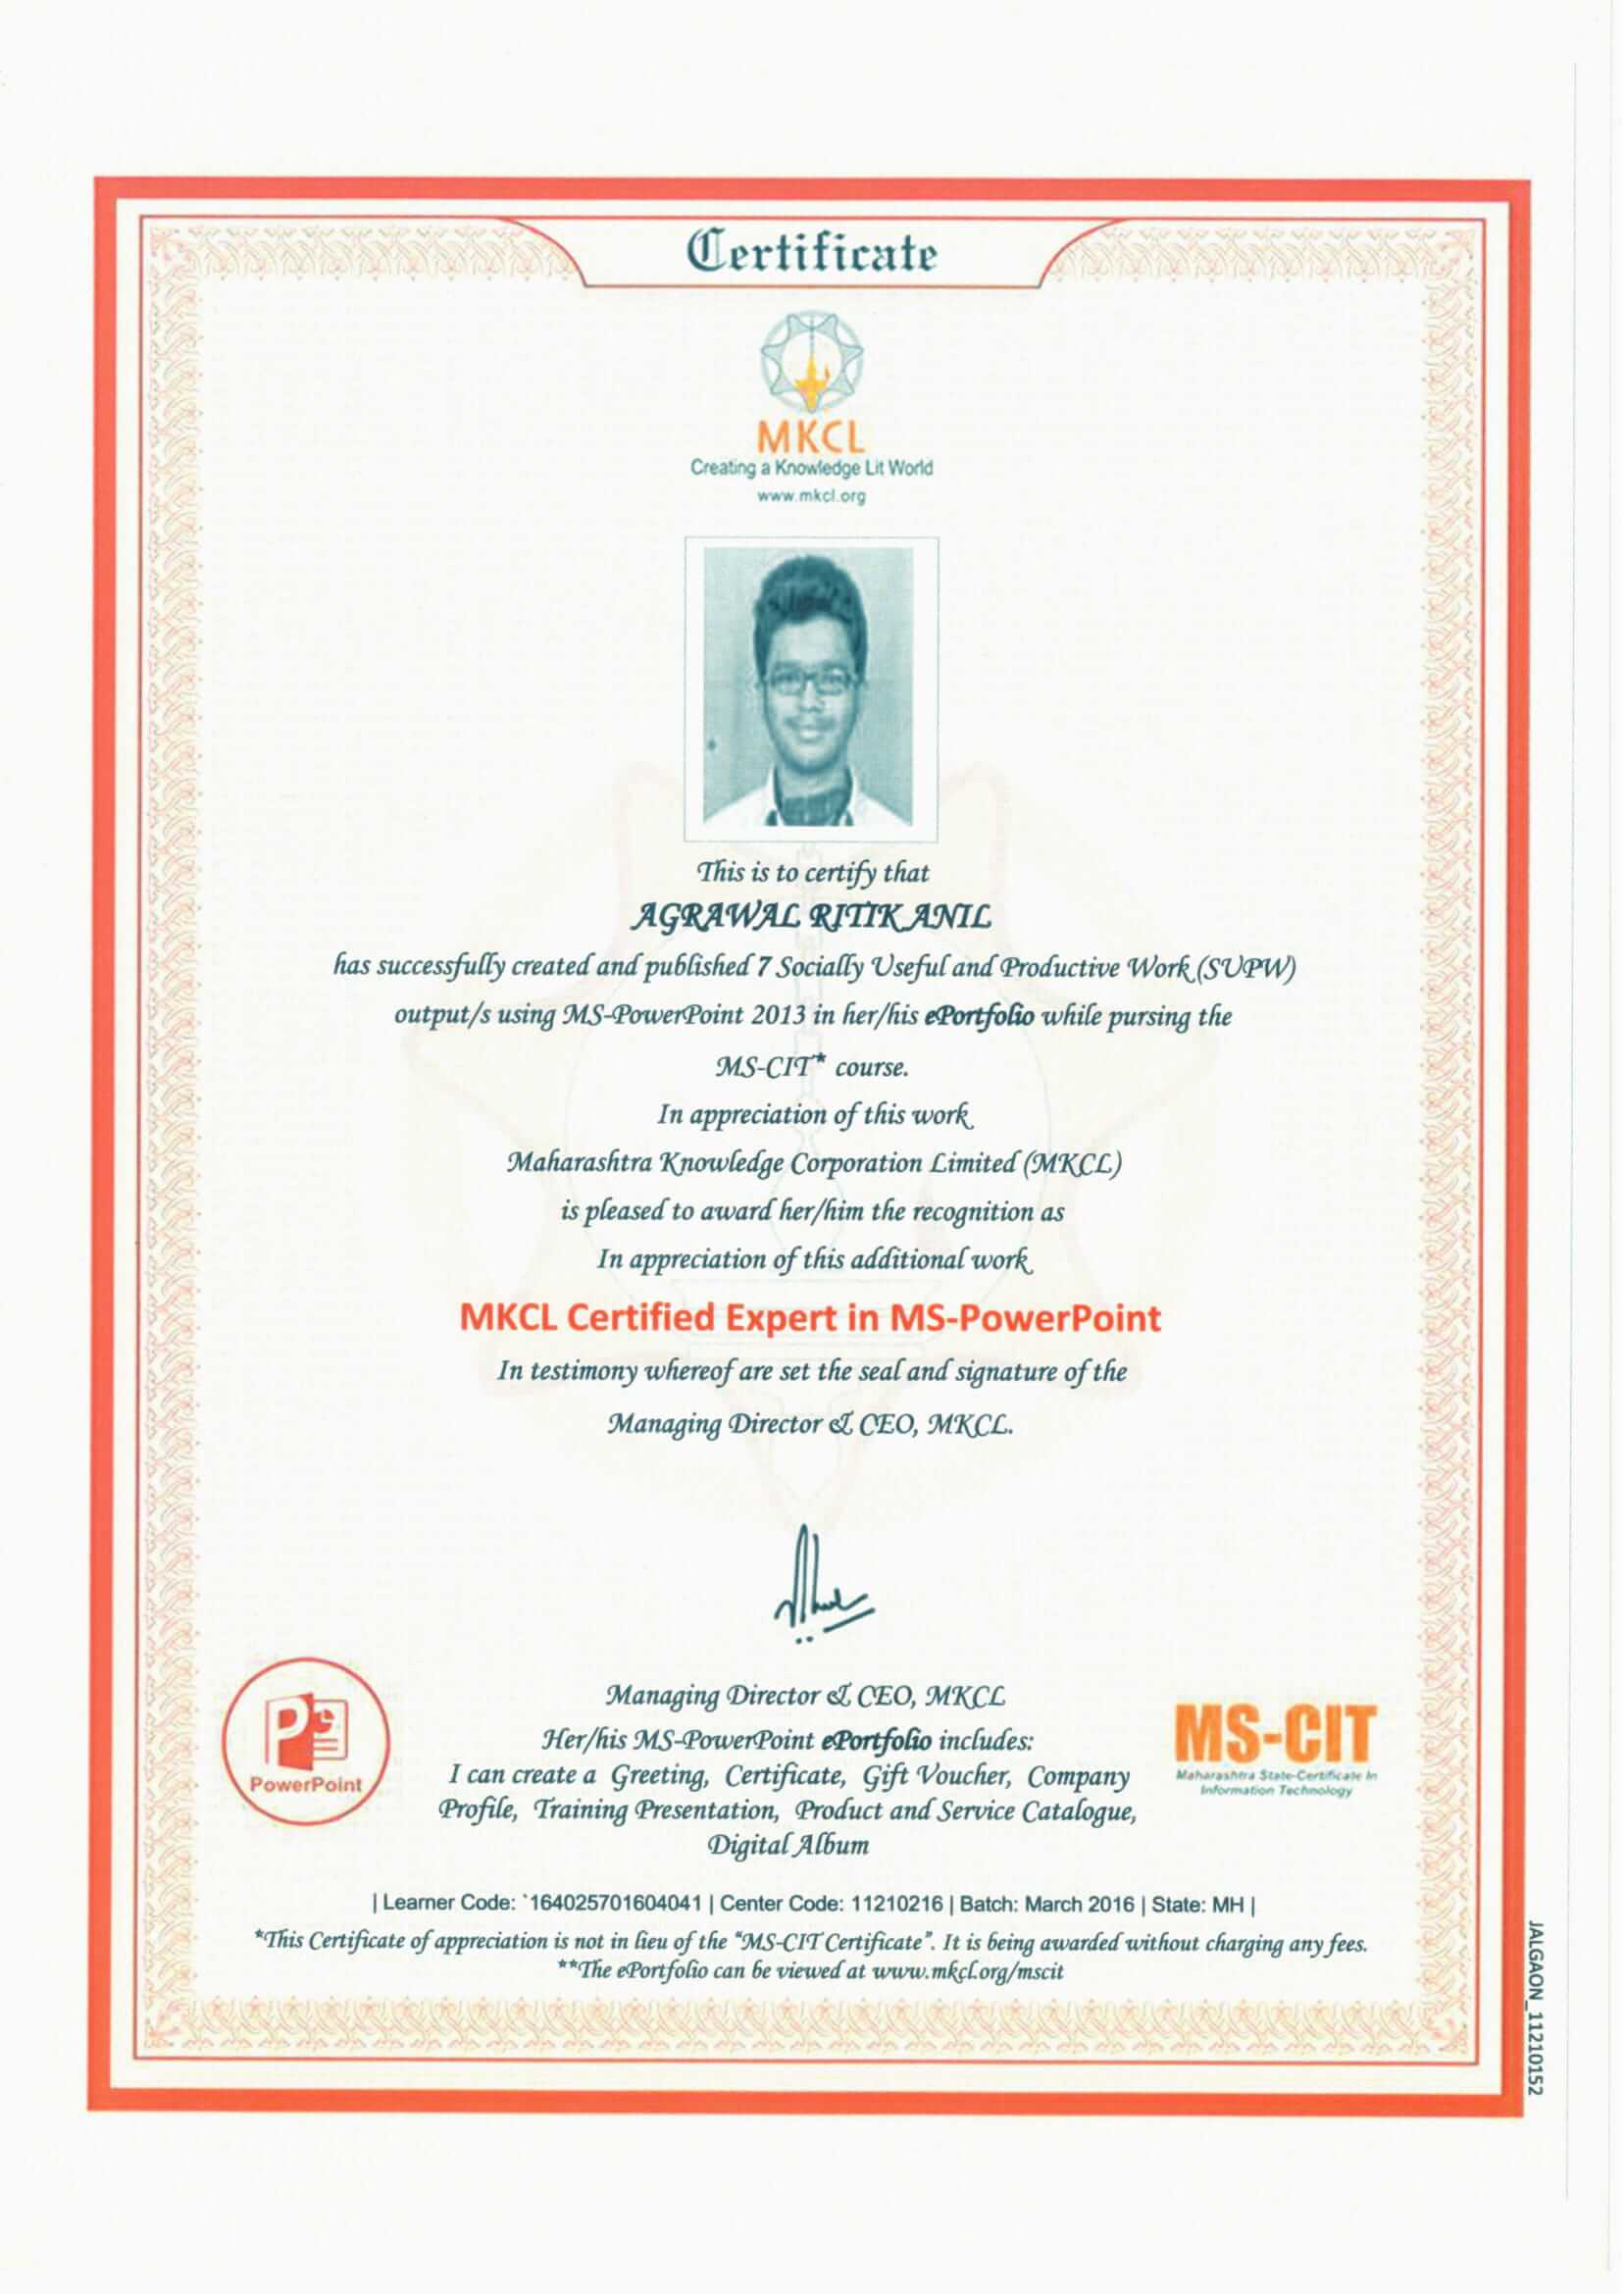 Certificate
MKCL
Creating a Knowledge Lit World
www.mkcl.org
This is to certify that
AGRAWAL RITIK ANIL
has successfully created and published 7 Socially Useful and Productive Work (SUPW)
output/s using MS-PowerPoint 2013 in her/his ePortfolio while pursing the
MS-CIT* course.
In appreciation of this work
Maharashtra Knowledge Corporation Limited (MKCL)
is pleased to award her/him the recognition as
In appreciation of this additional work
MKCL Certified Expert in MS-PowerPoint
In testimony whereof are set the seal and signature of the
Managing Director & CEO, MKCL.
Managing Director & CEO, MKCL
Her/his MS-PowerPoint ePortfolio includes:
I can create a Greeting, Certificate, Gift Voucher, Company
Profile, Training Presentation, Product and Service Catalogue,
Digital Album
PowerPoint
MS-CIT
Maharashtra State-Certificate In
Information Technology
| Learner Code: `164025701604041 | Center Code: 11210216 | Batch: March 2016 | State: MH |
*This Certificate of appreciation is not in lieu of the "MS-CIT Certificate". It is being awarded without charging any fees.
**The ePortfolio can be viewed at www.mkcl.org/mscit
JALGAON_11210152